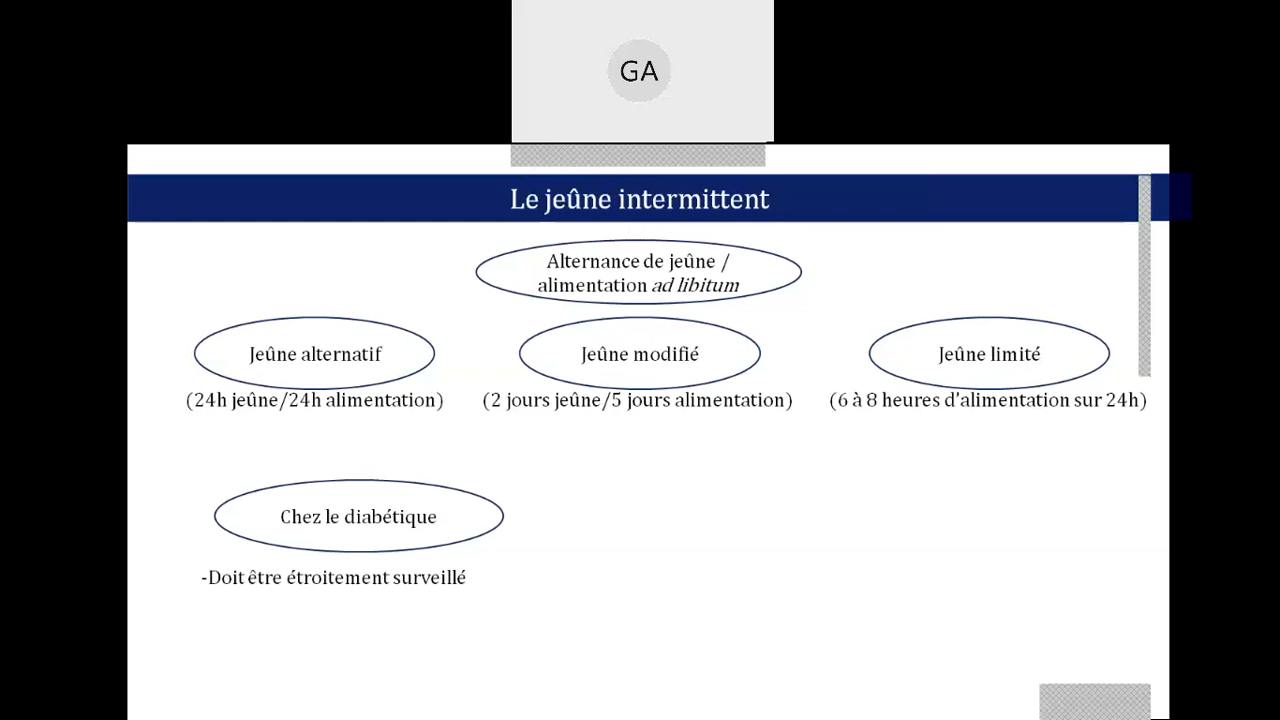 GA
Le jeûne intermittent
Alternance de jeûne /
alimentation ad libitum
Jeûne alternatif
Jeûne modifié
Jeûne limité
(24h jeûne/24h alimentation)
(2 jours jeûne/5 jours alimentation)
(6 à 8 heures d'alimentation sur 24h)
Chez le diabétique
-Doit être étroitement surveillé